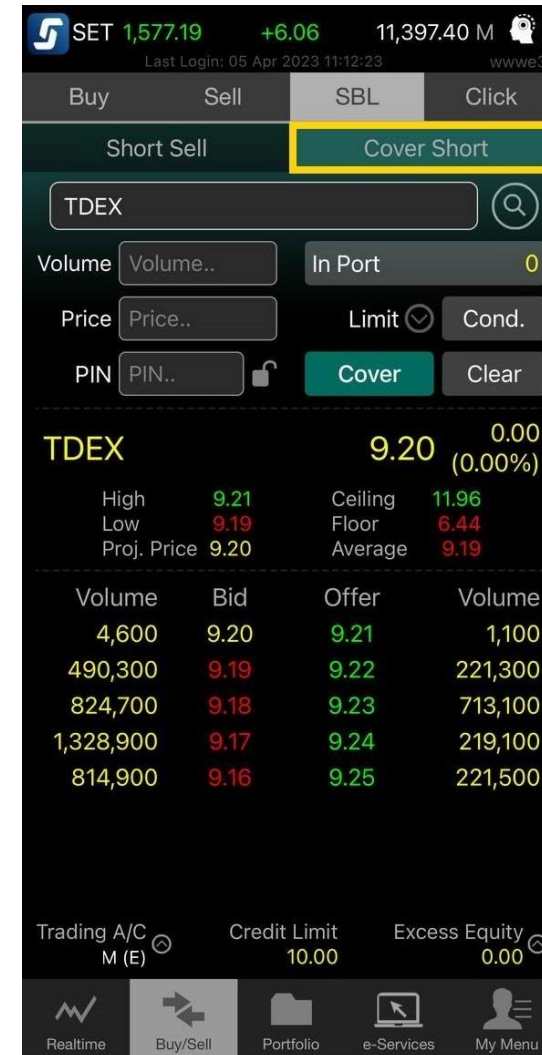 SET 1,577.19 +6.06 11,397.40 M
Last Login: 05 Apr 2023 11:12:23 wwwe3
Buy Sell SBL Click
Short Sell Cover Short
TDEX
Volume Volume.. In Port 0
Price Price.. Limit Cond.
PIN PIN.. Cover Clear
TDEX 9.20 0.00
(0.00%)
High 9.21 Ceiling 11.96
Low 9.19 Floor 6.44
Proj. Price 9.20 Average 9.19
Volume Bid Offer Volume
4,600 9.20 9.21 1,100
490,300 9.19 9.22 221,300
824,700 9.18 9.23 713,100
1,328,900 9.17 9.24 219,100
814,900 9.16 9.25 221,500
Trading A/C Credit Limit Excess Equity
M (E) 10.00 0.00
Realtime Buy/Sell Portfolio e-Services My Menu